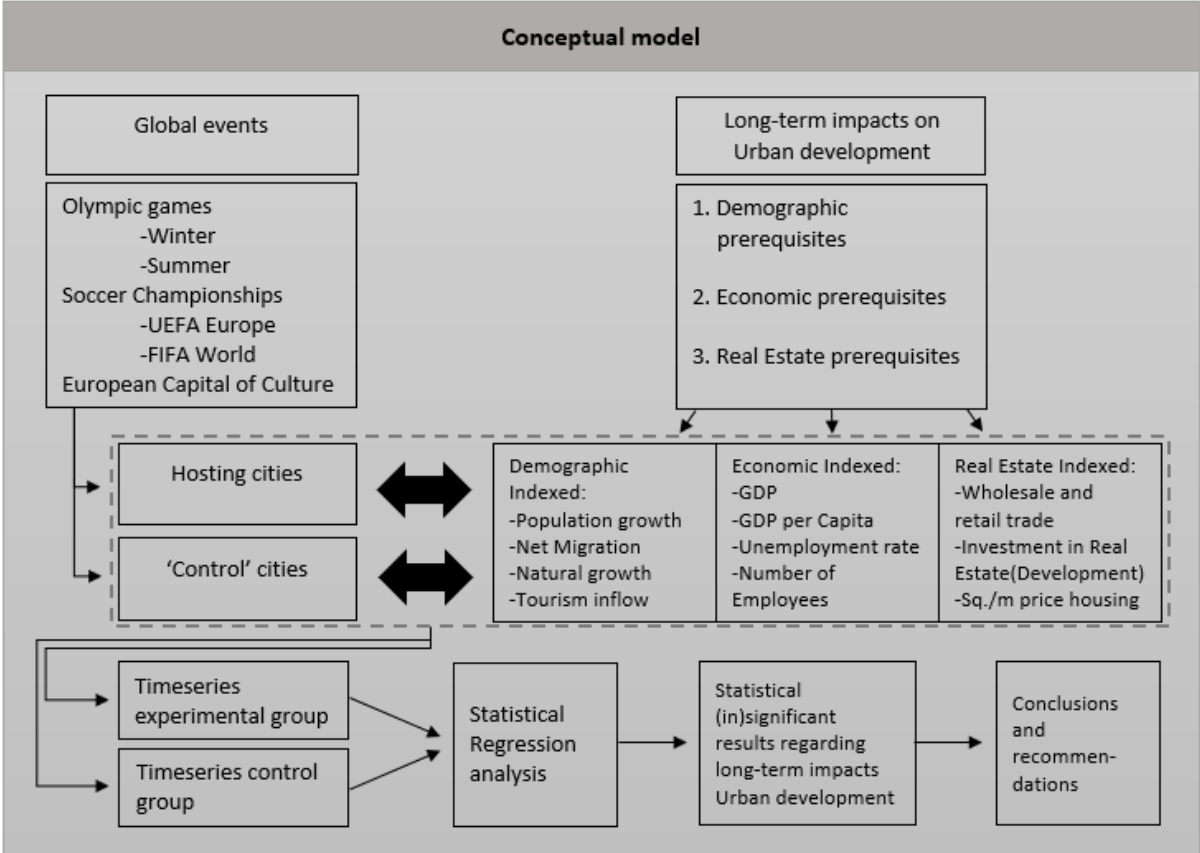 Conceptual model
Global events
Olympic games
-Winter
-Summer
Soccer Championships
-UEFA Europe
-FIFA World
European Capital of Culture
Long-term impacts on
Urban development
1. Demographic
prerequisites
2. Economic prerequisites
3. Real Estate prerequisites
Hosting cities
‘Control’ cities
Demographic
Indexed:
-Population growth
-Net Migration
-Natural growth
-Tourism inflow
Economic Indexed:
-GDP
-GDP per Capita
-Unemployment rate
-Number of
Employees
Real Estate Indexed:
-Wholesale and
retail trade
-Investment in Real
Estate(Development)
-Sq./m price housing
Timeseries
experimental group
Timeseries control
group
Statistical
Regression
analysis
Statistical
(in)significant
results regarding
long-term impacts
Urban development
Conclusions
and
recommen-
dations